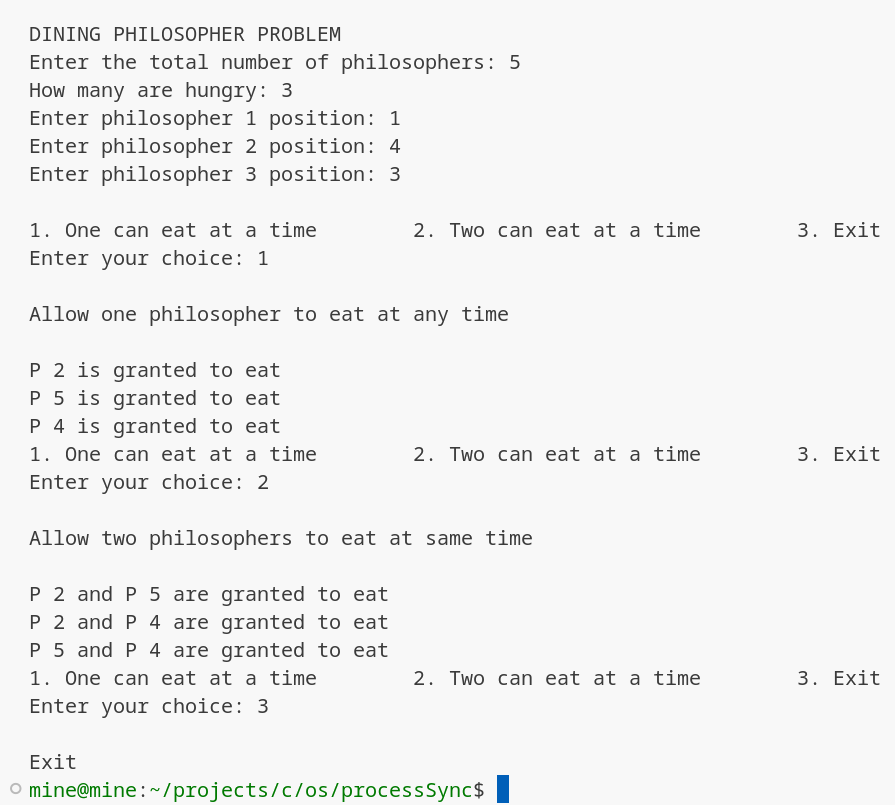 DINING PHILOSOPHER PROBLEM
Enter the total number of philosophers: 5
How many are hungry: 3
Enter philosopher 1 position: 1
Enter philosopher 2 position: 4
Enter philosopher 3 position: 3
1. One can eat at a time        2. Two can eat at a time        3. Exit
Enter your choice: 1
Allow one philosopher to eat at any time
P 2 is granted to eat
P 5 is granted to eat
P 4 is granted to eat
1. One can eat at a time        2. Two can eat at a time        3. Exit
Enter your choice: 2
Allow two philosophers to eat at same time
P 2 and P 5 are granted to eat
P 2 and P 4 are granted to eat
P 5 and P 4 are granted to eat
1. One can eat at a time        2. Two can eat at a time        3. Exit
Enter your choice: 3
Exit
mine@mine:~/projects/c/os/processSync$